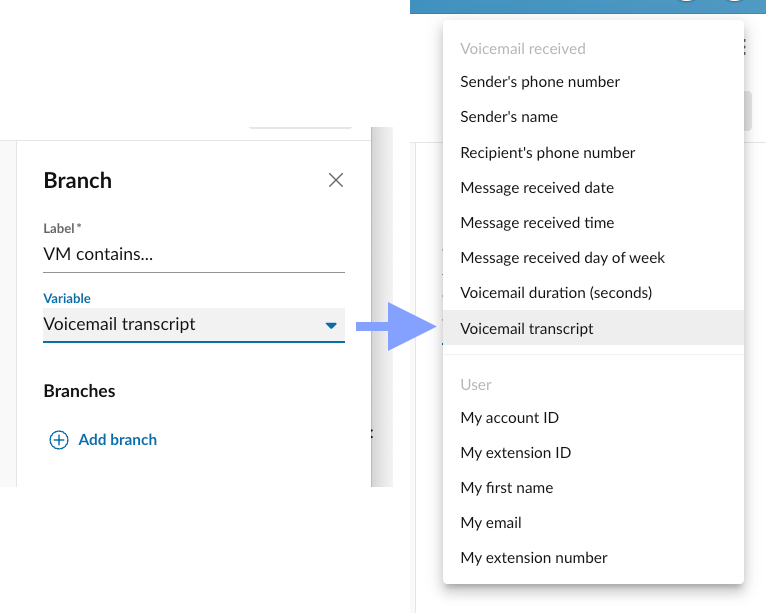 Branch
Label*
VM contains...
Variable
Voicemail transcript
Branches
Add branch
Voicemail received
Sender's phone number
Sender's name
Recipient's phone number
Message received date
Message received time
Message received day of week
Voicemail duration (seconds)
Voicemail transcript
User
My account ID
My extension ID
My first name
My email
My extension number